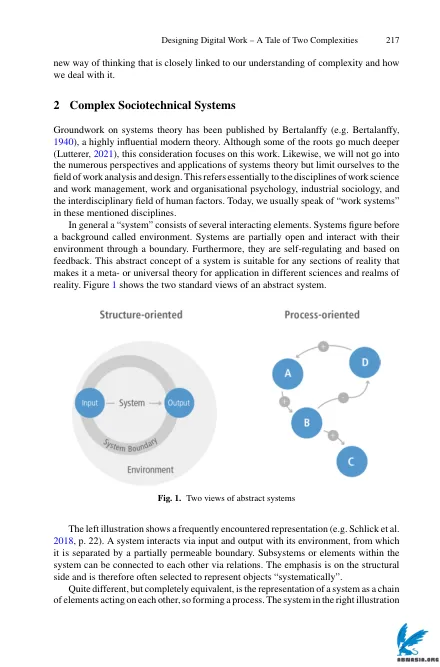 Designing Digital Work – A Tale of Two Complexities 217
new way of thinking that is closely linked to our understanding of complexity and how
we deal with it.
2 Complex Sociotechnical Systems
Groundwork on systems theory has been published by Bertalanffy (e.g. Bertalanffy,
1940), a highly influential modern theory. Although some of the roots go much deeper
(Lutterer, 2021), this consideration focuses on this work. Likewise, we will not go into
the numerous perspectives and applications of systems theory but limit ourselves to the
field of work analysis and design. This refers essentially to the disciplines of work science
and work management, work and organisational psychology, industrial sociology, and
the interdisciplinary field of human factors. Today, we usually speak of “work systems”
in these mentioned disciplines.
In general a “system” consists of several interacting elements. Systems figure before
a background called environment. Systems are partially open and interact with their
environment through a boundary. Furthermore, they are self-regulating and based on
feedback. This abstract concept of a system is suitable for any sections of reality that
makes it a meta- or universal theory for application in different sciences and realms of
reality. Figure 1 shows the two standard views of an abstract system.
Structure-oriented
Input System Output
System Boundary
Environment
Process-oriented
A
D
B
C
+
+
-
+
Fig. 1. Two views of abstract systems
The left illustration shows a frequently encountered representation (e.g. Schlick et al.
2018, p. 22). A system interacts via input and output with its environment, from which
it is separated by a partially permeable boundary. Subsystems or elements within the
system can be connected to each other via relations. The emphasis is on the structural
side and is therefore often selected to represent objects “systematically”.
Quite different, but completely equivalent, is the representation of a system as a chain
of elements acting on each other, so forming a process. The system in the right illustration